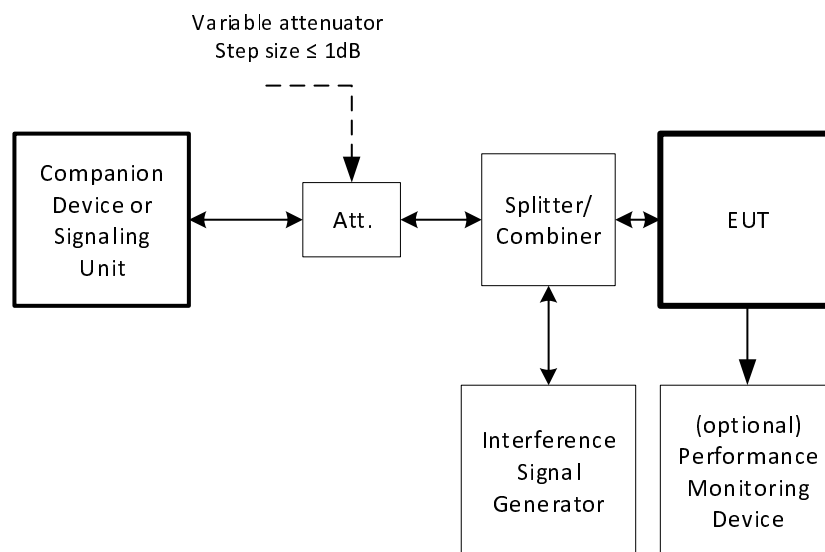 Variable attenuator
Step size ≤ 1dB
Companion
Device or
Signaling
Unit
Att.
Splitter/
Combiner
EUT
Interference
Signal
Generator
(optional)
Performance
Monitoring
Device